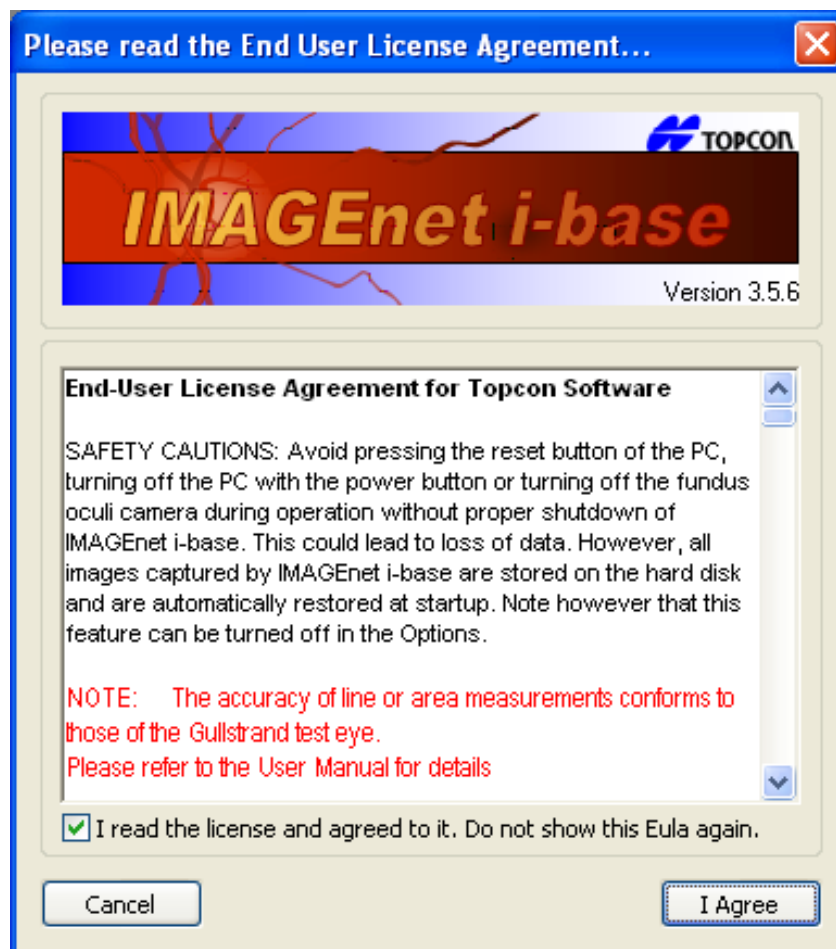 Please read the End User License Agreement...
TOPCON
IMAGEnet i-base
Version 3.5.6
End-User License Agreement for Topcon Software
SAFETY CAUTIONS: Avoid pressing the reset button of the PC,
turning off the PC with the power button or turning off the fundus
oculi camera during operation without proper shutdown of
IMAGEnet i-base. This could lead to loss of data. However, all
images captured by IMAGEnet i-base are stored on the hard disk
and are automatically restored at startup. Note however that this
feature can be turned off in the Options.
NOTE: The accuracy of line or area measurements conforms to
those of the Gullstrand test eye.
Please refer to the User Manual for details
I read the license and agreed to it. Do not show this Eula again.
Cancel
I Agree